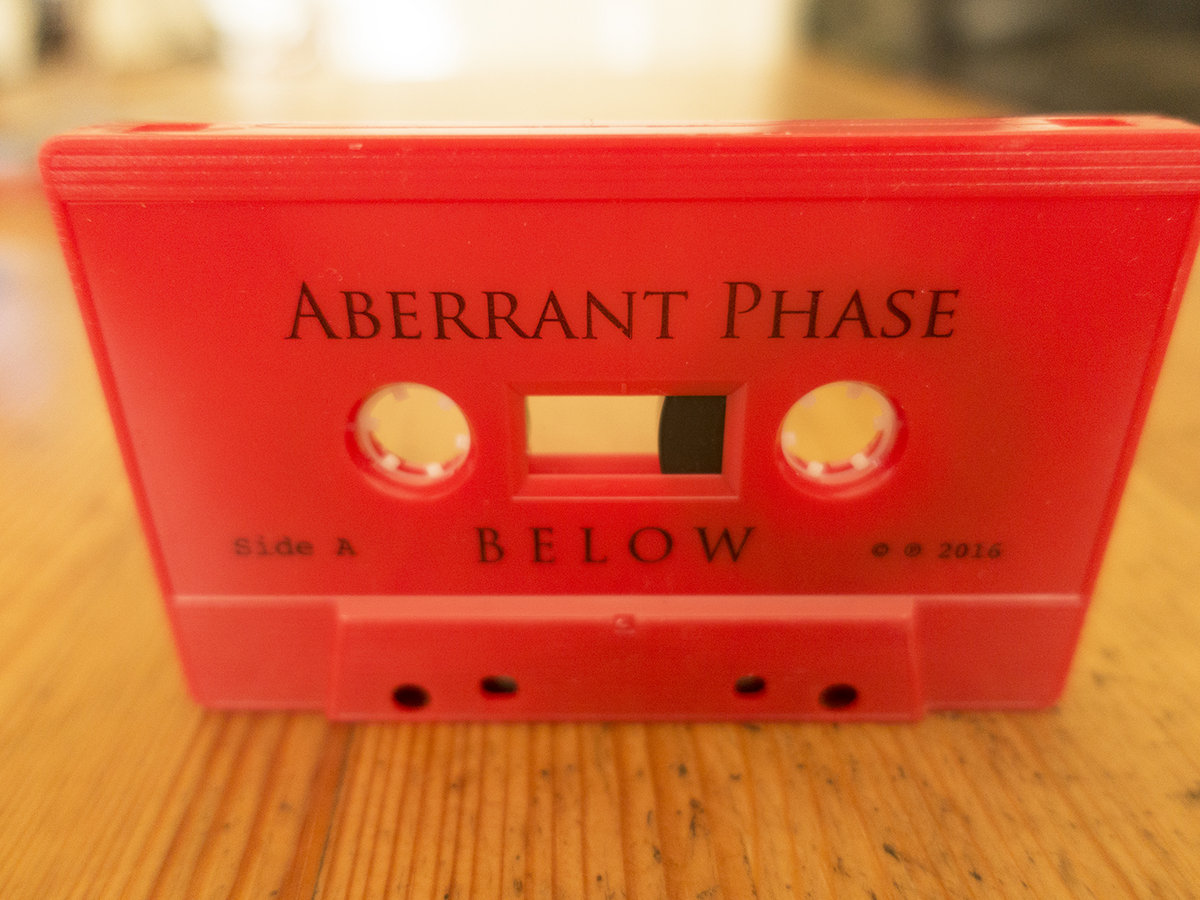 ABERRANT PHASE
BELOW
Side A
© ℗ 2016